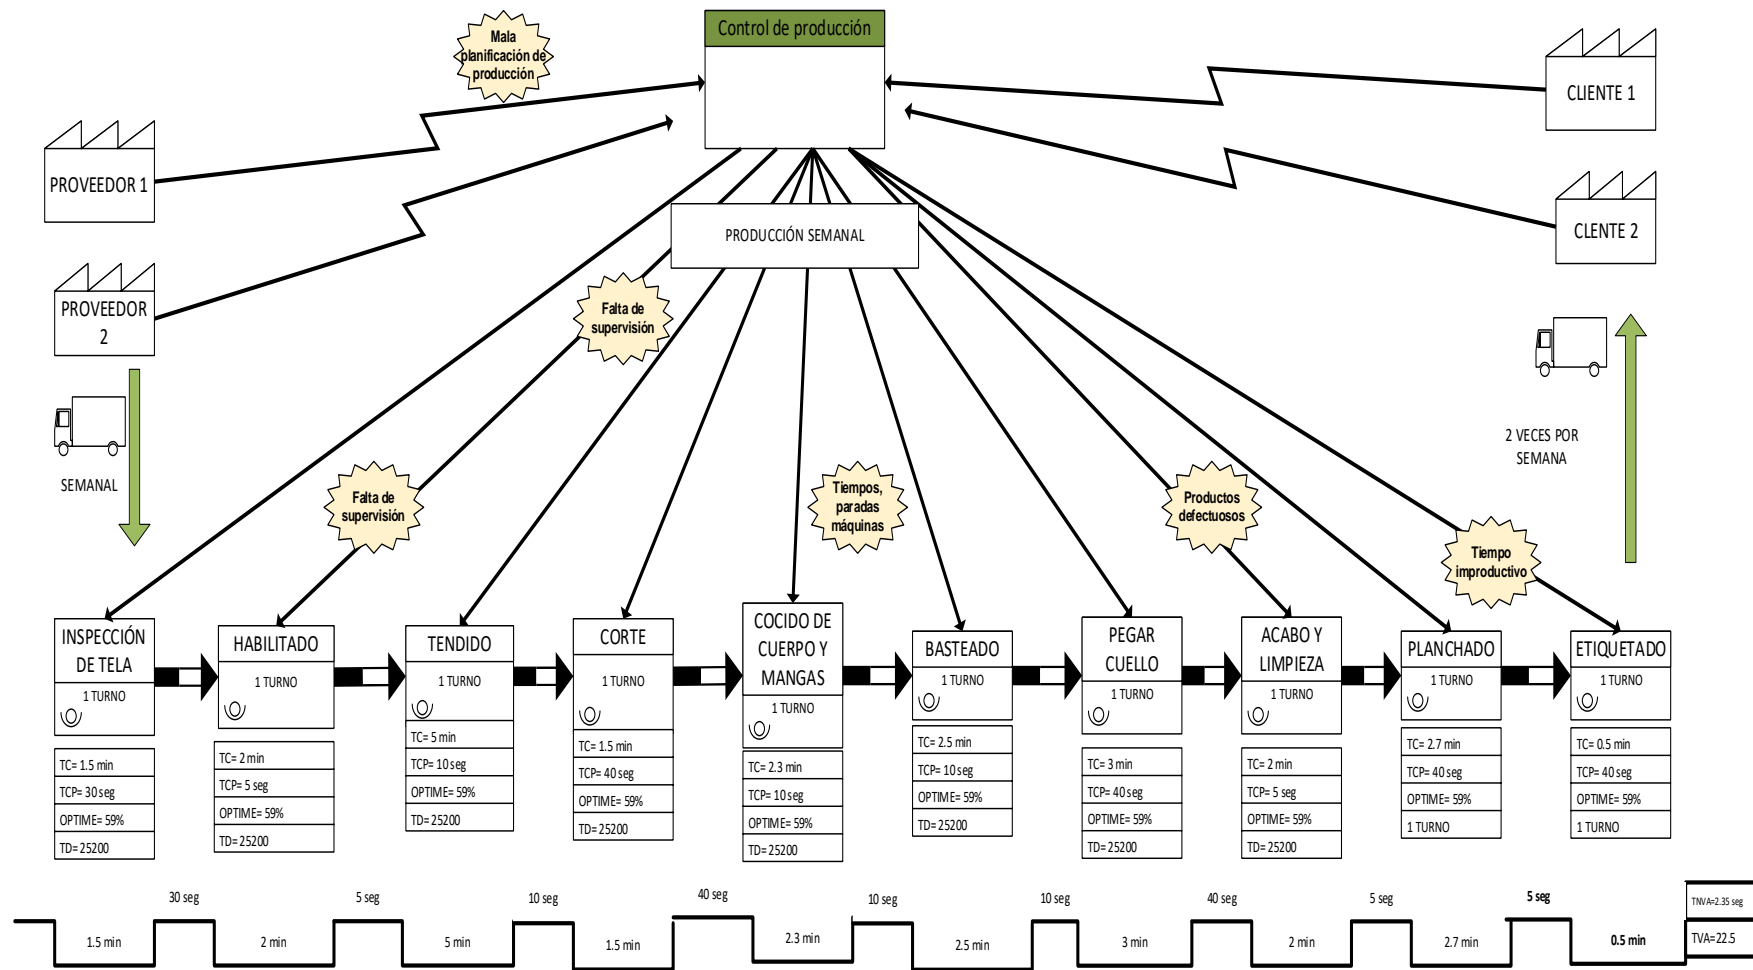 Control de producción
Mala
planificación de
producción
PROVEEDOR 1
PROVEEDOR
2
CLIENTE 1
CLENTE 2
PRODUCCIÓN SEMANAL
Falta de
supervisión
SEMANAL
2 VECES POR
SEMANA
Falta de
supervisión
Tiempos,
paradas
máquinas
Productos
defectuosos
Tiempo
improductivo
INSPECCIÓN
DE TELA
1 TURNO
TC= 1.5 min
TCP= 30 seg
OPTIME= 59%
TD= 25200
HABILITADO
1 TURNO
TC= 2 min
TCP= 5 seg
OPTIME= 59%
TD= 25200
TENDIDO
1 TURNO
TC= 5 min
TCP= 10 seg
OPTIME= 59%
TD= 25200
CORTE
1 TURNO
TC= 1.5 min
TCP= 40 seg
OPTIME= 59%
TD= 25200
COCIDO DE
CUERPO Y
MANGAS
1 TURNO
TC= 2.3 min
TCP= 10 seg
OPTIME= 59%
TD= 25200
BASTEADO
1 TURNO
TC= 2.5 min
TCP= 10 seg
OPTIME= 59%
TD= 25200
PEGAR
CUELLO
1 TURNO
TC= 3 min
TCP= 40 seg
OPTIME= 59%
TD= 25200
ACABO Y
LIMPIEZA
1 TURNO
TC= 2 min
TCP= 5 seg
OPTIME= 59%
TD= 25200
PLANCHADO
1 TURNO
TC= 2.7 min
TCP= 40 seg
OPTIME= 59%
1 TURNO
ETIQUETADO
1 TURNO
TC= 0.5 min
TCP= 40 seg
OPTIME= 59%
1 TURNO
30 seg
5 seg
10 seg
40 seg
10 seg
10 seg
40 seg
5 seg
5 seg
TNVA=2.35 seg
1.5 min
2 min
5 min
1.5 min
2.3 min
2.5 min
3 min
2 min
2.7 min
0.5 min
TVA=22.5